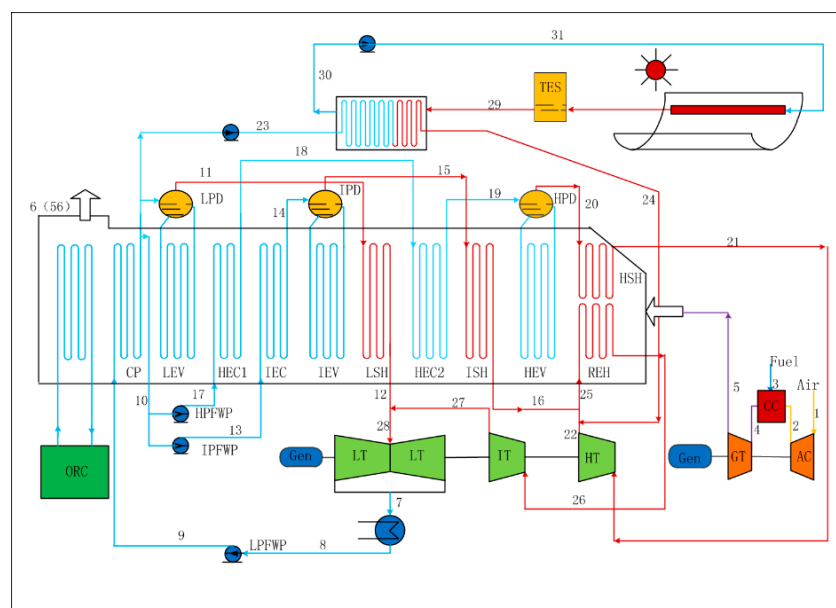 31
30
TES
29
23
18
11
15
LPD
IPD
HPD
6（56）
14
19
20
24
21
HSH
CP
LEV
HEC1
IEC
IEV
LSH
HEC2
ISH
HEV
REH
Fuel
10
17
12
27
16
25
5
3
Air
HPFWP
CC
1
13
28
22
4
2
IPFWP
Gen
LT
LT
IT
HT
Gen
GT
AC
ORC
7
26
9
LPFWP
8